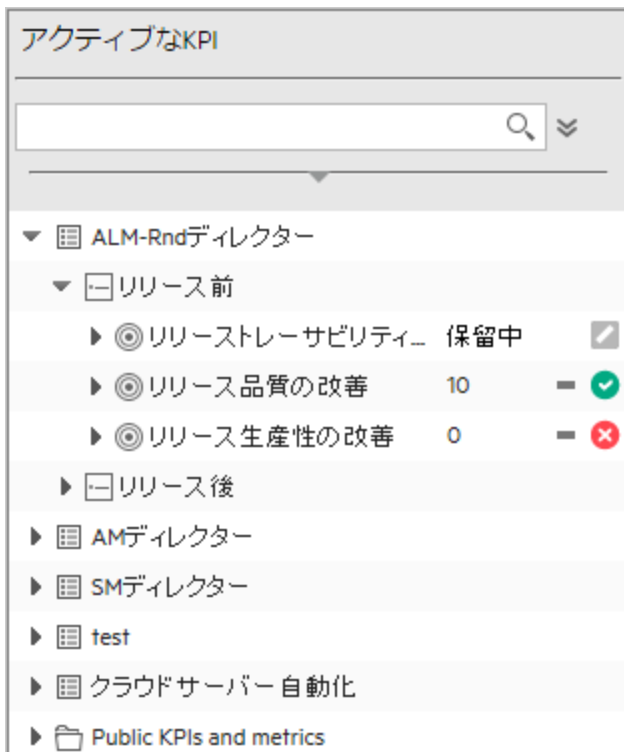 アクティブなKPI
ALM-Rndディレクター
リリース前
リリーストレーサビリティ... 保留中
リリース品質の改善 10
リリース生産性の改善 0
リリース後
AMディレクター
SMディレクター
test
クラウドサーバー自動化
Public KPIs and metrics